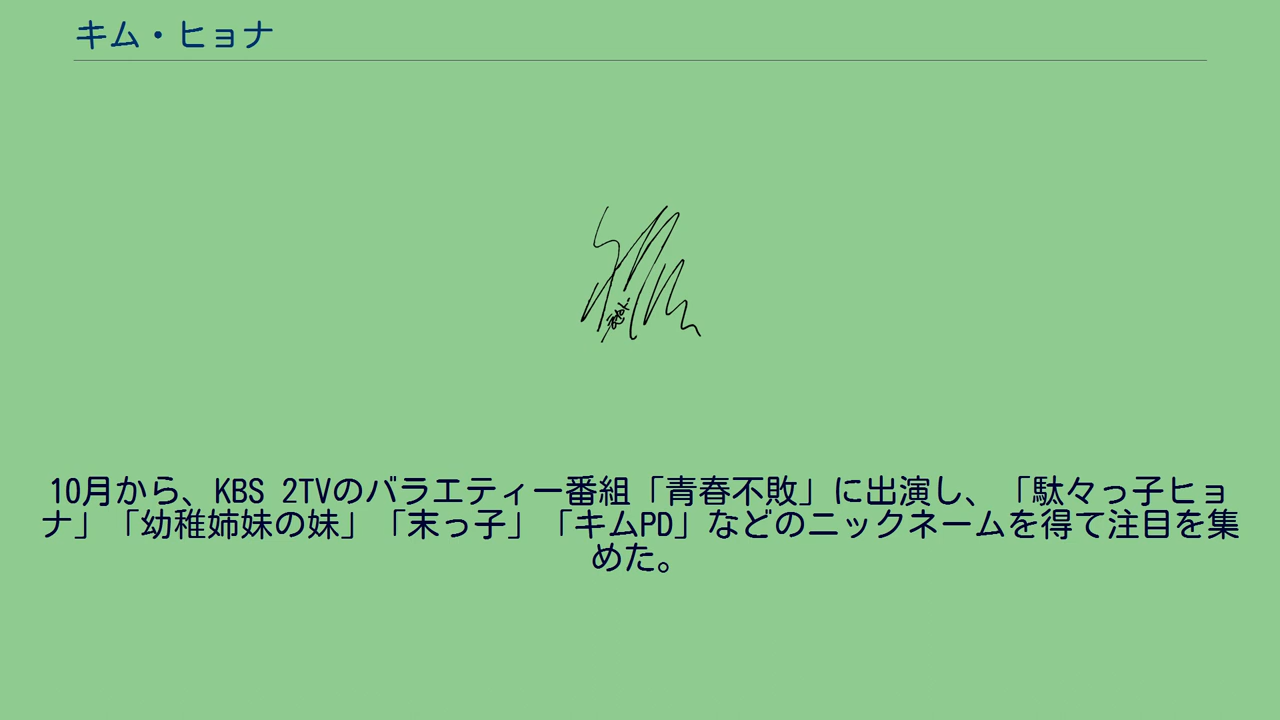 キム・ヒョナ
10月から、KBS 2TVのバラエティー番組「青春不敗」に出演し、「駄々っ子ヒョ
ナ」「幼稚姉妹の妹」「末っ子」「キムPD」などのニックネームを得て注目を集
めた。